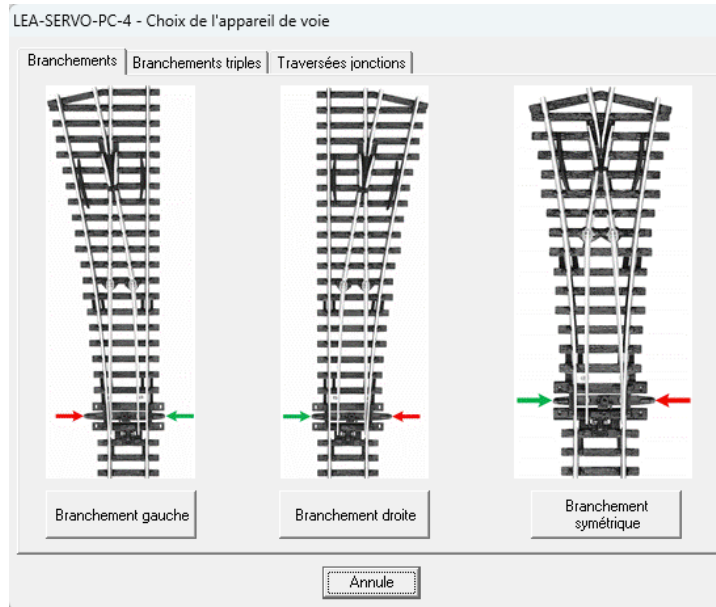 LEA-SERVO-PC-4 - Choix de l'appareil de voie
Branchements
Branchements triples
Traversées jonctions
Branchement gauche
Branchement droite
Branchement
symétrique
Annule